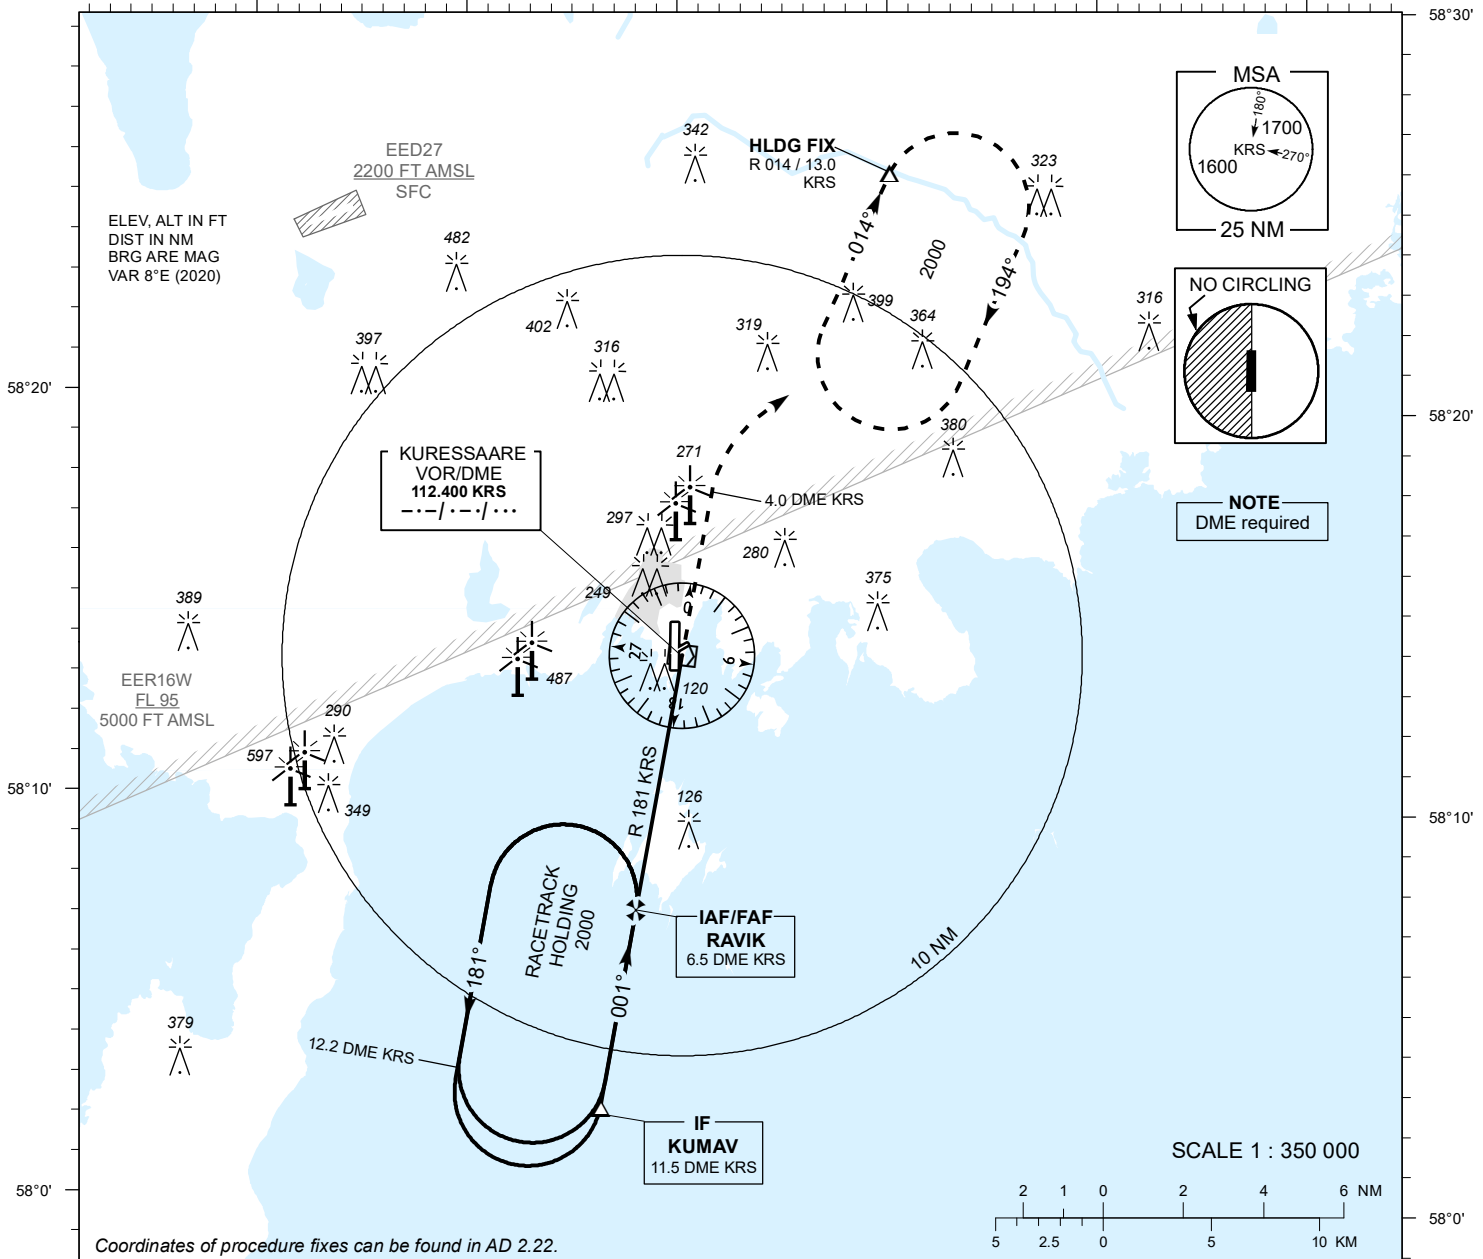 58°30'
MSA
180°
1700
KRS
270°
1600
25 NM
342
HLDG FIX
R 014 / 13.0
KRS
323
EED27
2200 FT AMSL
SFC
ELEV, ALT IN FT
DIST IN NM
BRG ARE MAG
VAR 8°E (2020)
482
014°
2000
194°
NO CIRCLING
402
399
364
316
319
397
316
58°20'
58°20'
380
KURESSAARE
VOR/DME
112.400 KRS
271
4.0 DME KRS
NOTE
DME required
297
280
249
375
389
0
27
9
18
120
487
EER16W
FL 95
5000 FT AMSL
290
597
349
58°10'
58°10'
R 181 KRS
126
RACETRACK
HOLDING
2000
IAF/FAF
RAVIK
6.5 DME KRS
10 NM
181°
001°
379
12.2 DME KRS
IF
KUMAV
11.5 DME KRS
SCALE 1 : 350 000
2 1 0 2 4 6 NM
58°0'
58°0'
5 2.5 0 5 10 KM
Coordinates of procedure fixes can be found in AD 2.22.